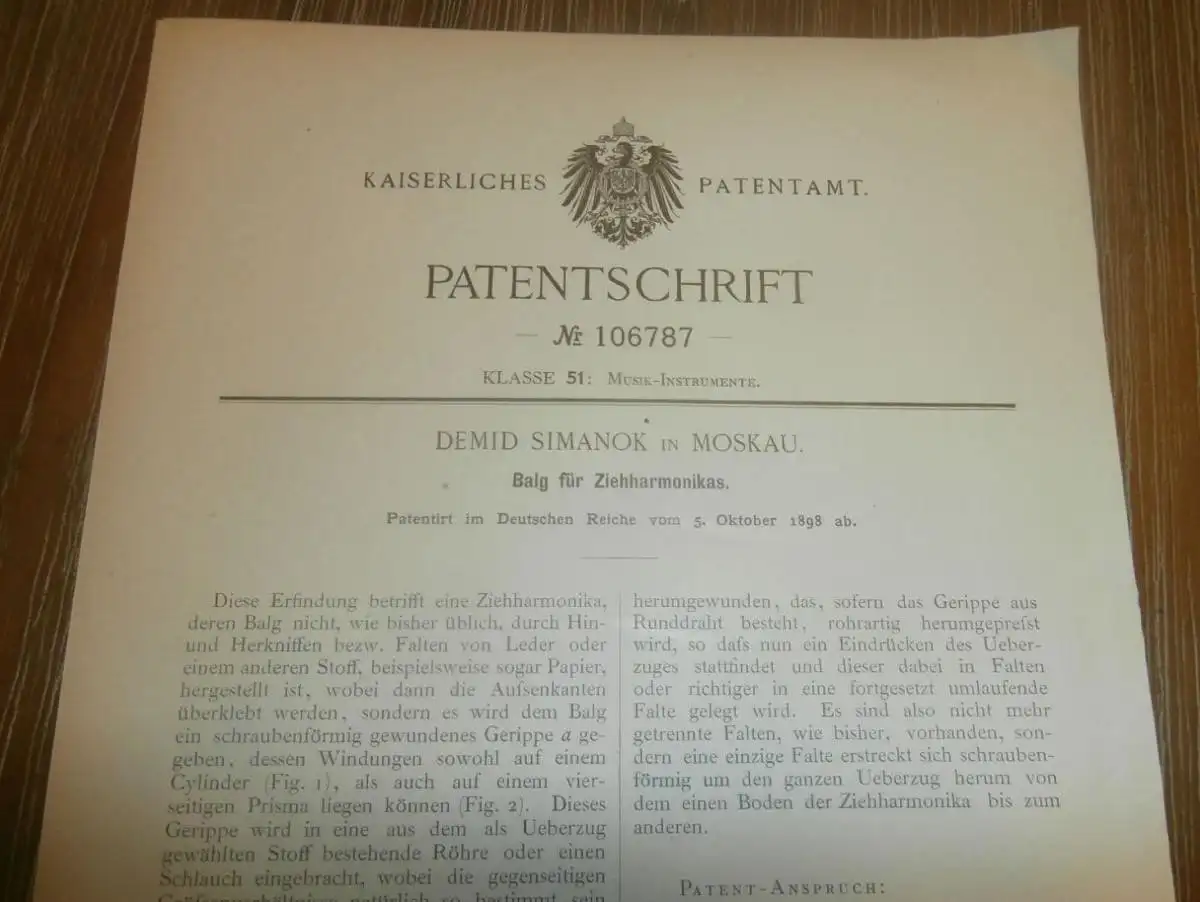 KAISERLICHES PATENTAMT.
PATENTSCHRIFT
— № 106787 —
KLASSE 51: MUSIK-INSTRUMENTE.
DEMID SIMANOK IN MOSKAU.
Balg für Ziehharmonikas.
Patentirt im Deutschen Reiche vom 5. Oktober 1898 ab.
Diese Erfindung betrifft eine Ziehharmonika,
deren Balg nicht, wie bisher üblich, durch Hin-
und Herkniffen bezw. Falten von Leder oder
einem anderen Stoff, beispielsweise sogar Papier,
hergestellt ist, wobei dann die Aufsenkanten
überklebt werden, sondern es wird dem Balg
ein schraubenförmig gewundenes Gerippe a ge-
geben, dessen Windungen sowohl auf einem
Cylinder (Fig. 1), als auch auf einem vier-
seitigen Prisma liegen können (Fig. 2). Dieses
Gerippe wird in eine aus dem als Ueberzug
gewählten Stoff bestehende Röhre oder einen
Schlauch eingebracht, wobei die gegenseitigen
Gröfsenverhältnisse natürlich so bestimmt sein
herumgewunden, das, sofern das Gerippe aus
Runddraht besteht, rohrartig herumgeprefst
wird, so dafs nun ein Eindrücken des Ueber-
zuges stattfindet und dieser dabei in Falten
oder richtiger in eine fortgesetzt umlaufende
Falte gelegt wird. Es sind also nicht mehr
getrennte Falten, wie bisher, vorhanden, son-
dern eine einzige Falte erstreckt sich schrauben-
förmig um den ganzen Ueberzug herum von
dem einen Boden der Ziehharmonika bis zum
anderen.
PATENT-ANSPRUCH: